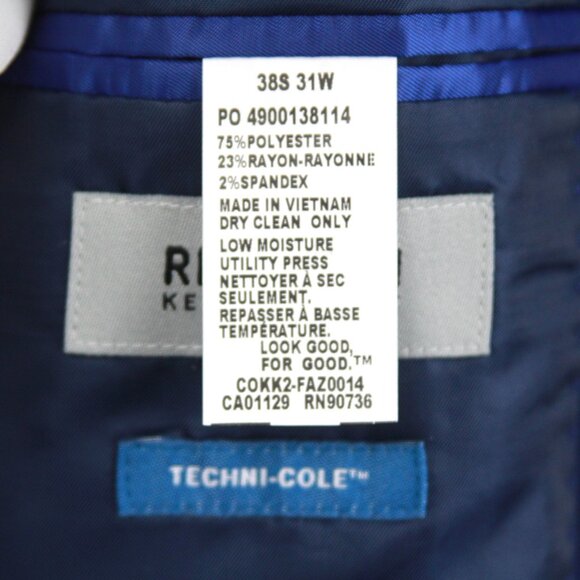 38S 31W
PO 4900138114
75%POLYESTER
23%RAYON-RAYONNE
2%SPANDEX
MADE IN VIETNAM
DRY CLEAN ONLY
LOW MOISTURE
UTILITY PRESS
NETTOYER À SEC
SEULEMENT.
REPASSER À BASSE
TEMPÉRATURE.
LOOK GOOD,
FOR GOOD.™
COKK2-FAZ0014
CA01129 RN90736
TECHNI-COLE™